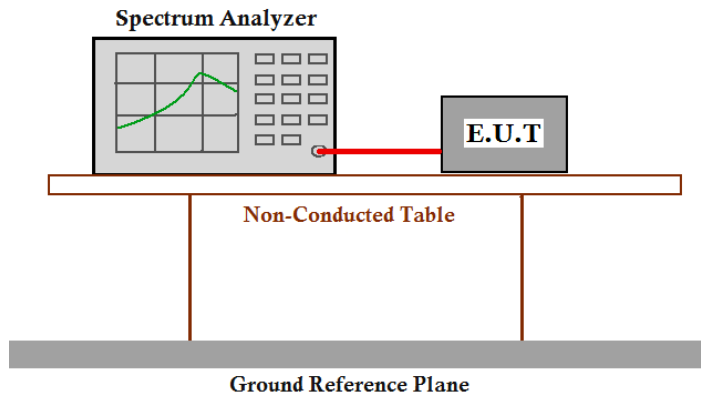 Spectrum Analyzer
E.U.T
Non-Conducted Table
Ground Reference Plane